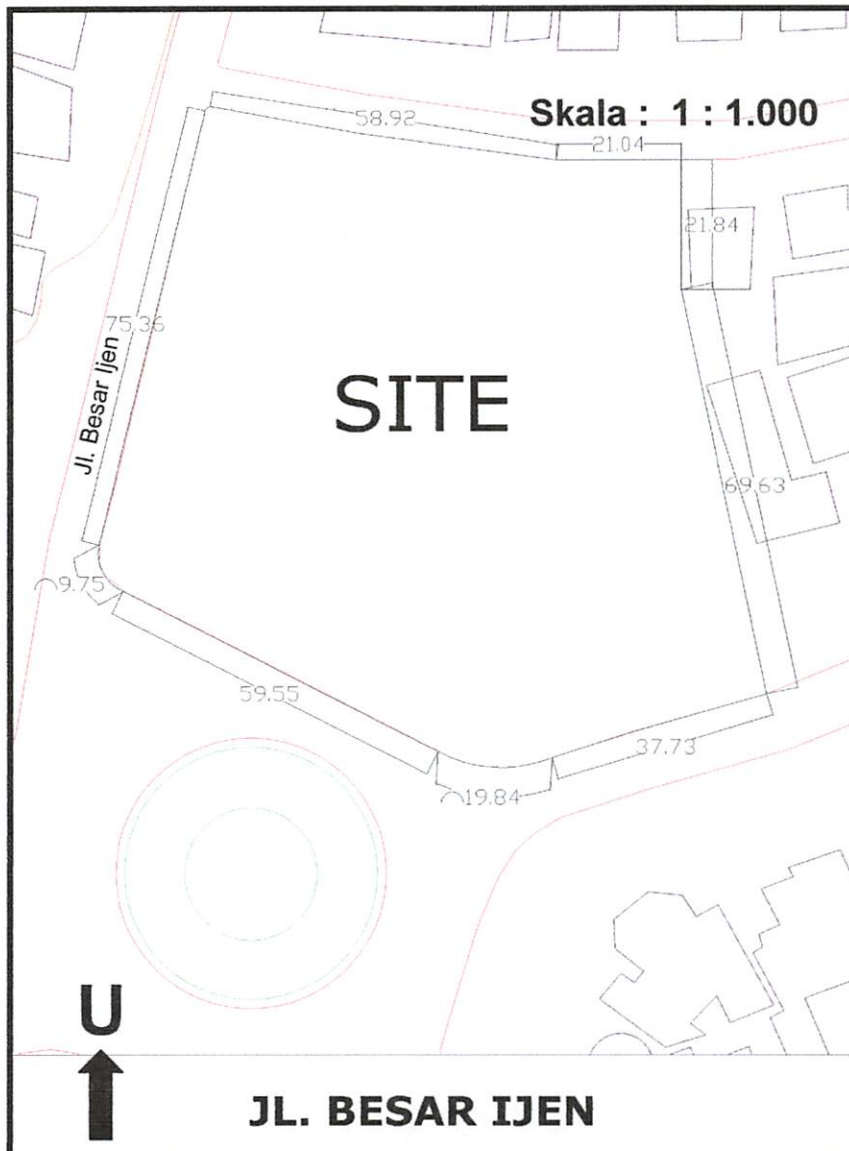 Skala : 1 : 1.000
58.92
21.04
21.84
75.36
Jl. Besar Ijen
SITE
69.63
9.75
59.55
37.73
19.84
U
JL. BESAR IJEN